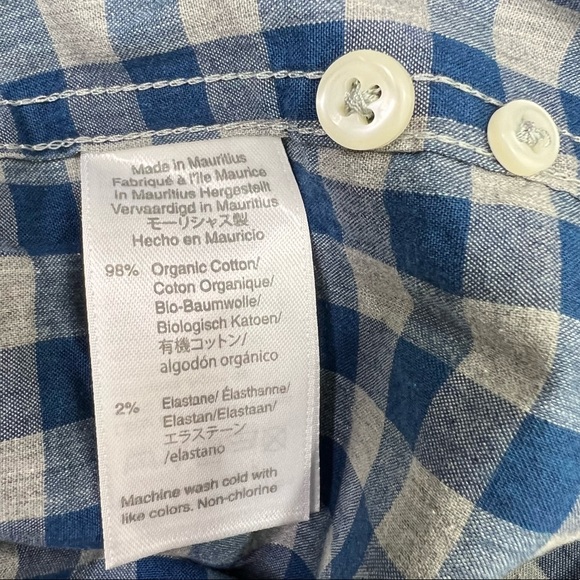 Made in Mauritius
Fabriqué à l'Île Maurice
in Mauritius Hergestellt
Vervaardigd in Mauritius
モーリシャス製
Hecho en Mauricio
98% Organic Cotton/
Coton Organique/
Bio-Baumwolle/
Biologisch Katoen/
有機コットン/
algodón orgánico
2% Elastane/ Élasthanne/
Elastan/Elastaan/
エラステーン
/elastano
Machine wash cold with
like colors. Non-chlorine